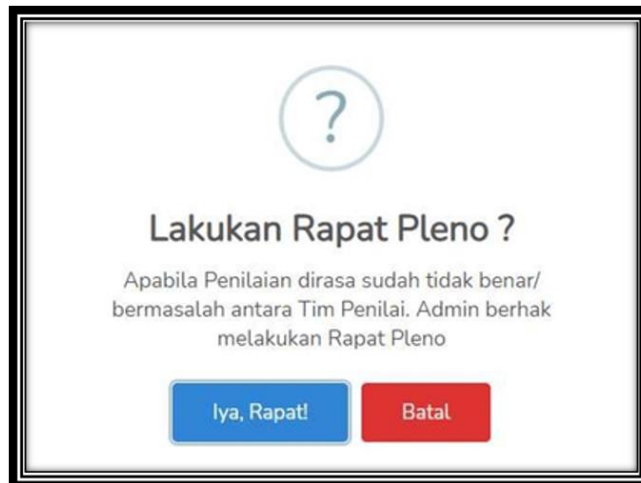 ?
Lakukan Rapat Pleno ?
Apabila Penilaian dirasa sudah tidak benar/
bermasalah antara Tim Penilai. Admin berhak
melakukan Rapat Pleno
Iya, Rapat! Batal